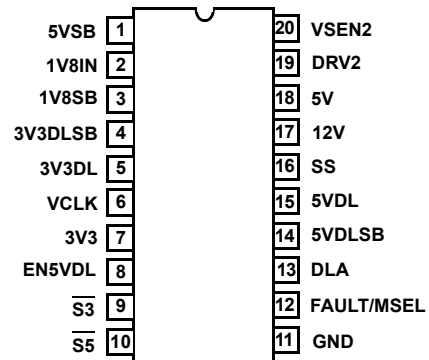 5VSB 1 20 VSEN2
1V8IN 2 19 DRV2
1V8SB 3 18 5V
3V3DLSB 4 17 12V
3V3DL 5 16 SS
VCLK 6 15 5VDL
3V3 7 14 5VDLSB
EN5VDL 8 13 DLA
S3 9 12 FAULT/MSEL
S5 10 11 GND